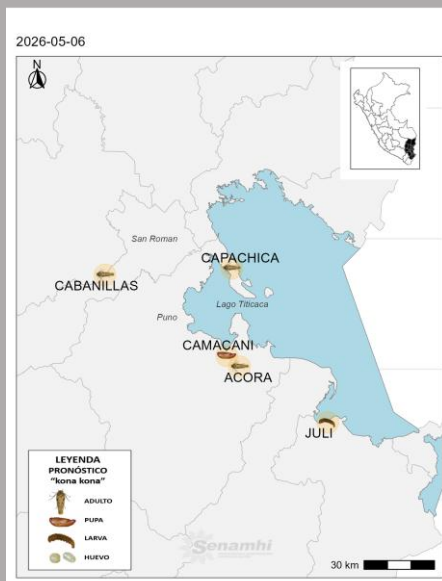 2026-05-06
N
San Roman
CAPACHICA
CABANILLAS
Lago Titicaca
Puno
CAMACANI
ACORA
JULI
LEYENDA
PRONÓSTICO
"kona kona"
ADULTO
PUPA
LARVA
HUEVO
Senamhi
30 km